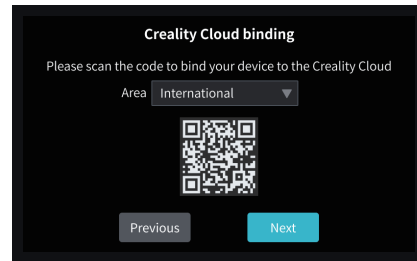 Creality Cloud binding
Please scan the code to bind your device to the Creality Cloud
Area International
Previous Next